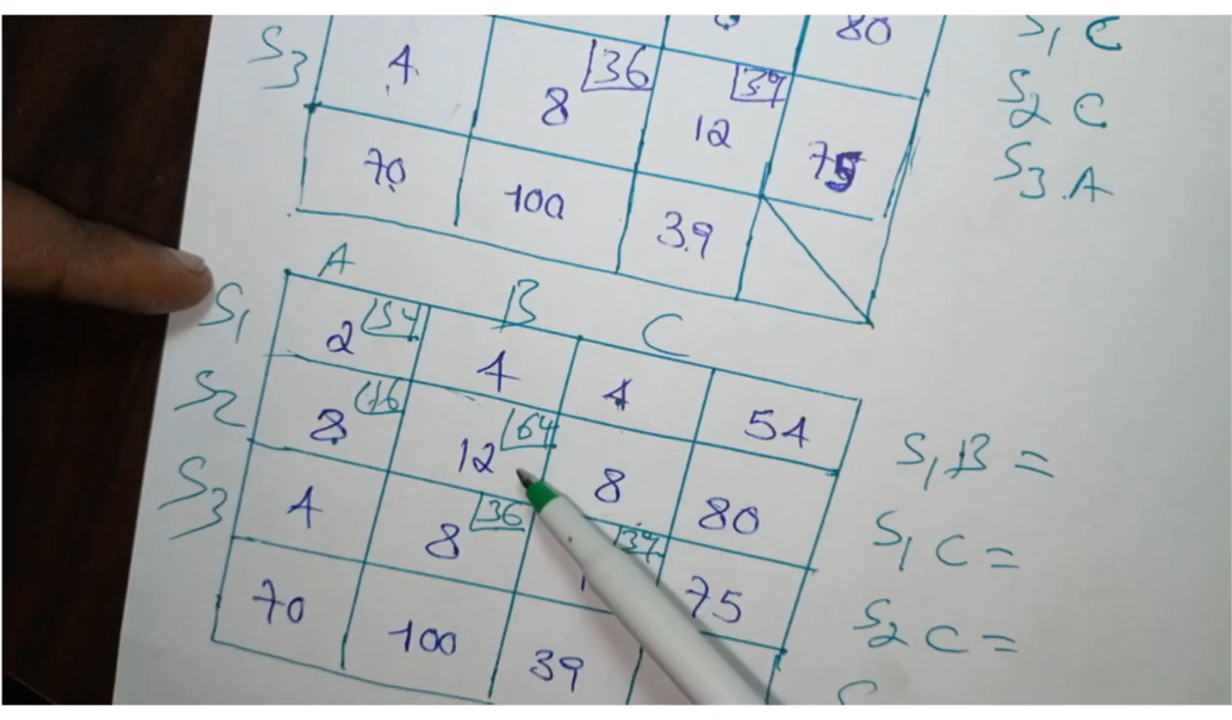 80 S1 C
S3 4 8 36 12 39 75 S2 C
70 100 39 S3 A
A B C
S1 2 54 4 4 54 S1 B =
S2 8 16 12 64 8 80 S1 C =
S3 4 8 36 39 75 S2 C =
70 100 39